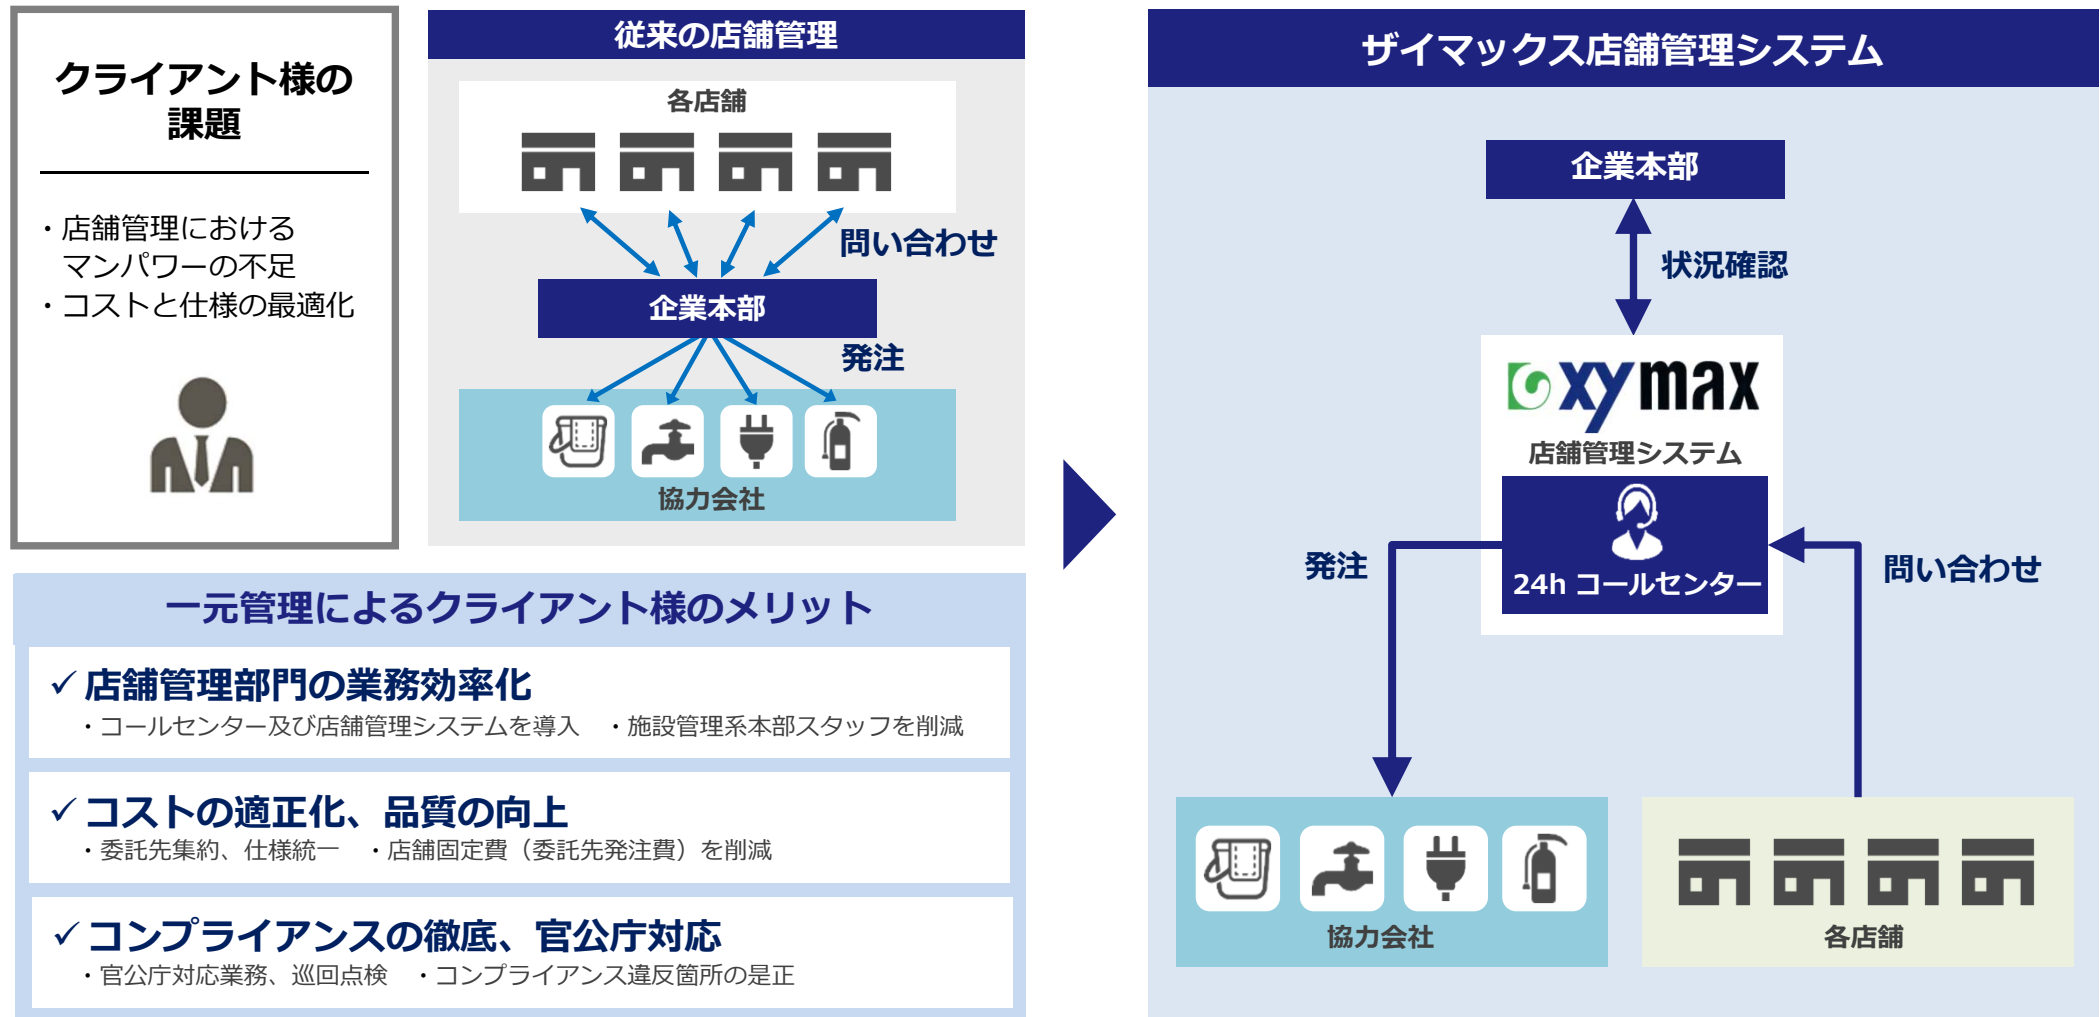 クライアント様の
課題
・店舗管理における
マンパワーの不足
・コストと仕様の最適化
従来の店舗管理
各店舗
問い合わせ
企業本部
発注
協力会社
一元管理によるクライアント様のメリット
✓店舗管理部門の業務効率化
・コールセンター及び店舗管理システムを導入　・施設管理系本部スタッフを削減
✓コストの適正化、品質の向上
・委託先集約、仕様統一　・店舗固定費（委託先発注費）を削減
✓コンプライアンスの徹底、官公庁対応
・官公庁対応業務、巡回点検　・コンプライアンス違反箇所の是正
ザイマックス店舗管理システム
企業本部
状況確認
xymax
店舗管理システム
24h コールセンター
発注
問い合わせ
協力会社
各店舗